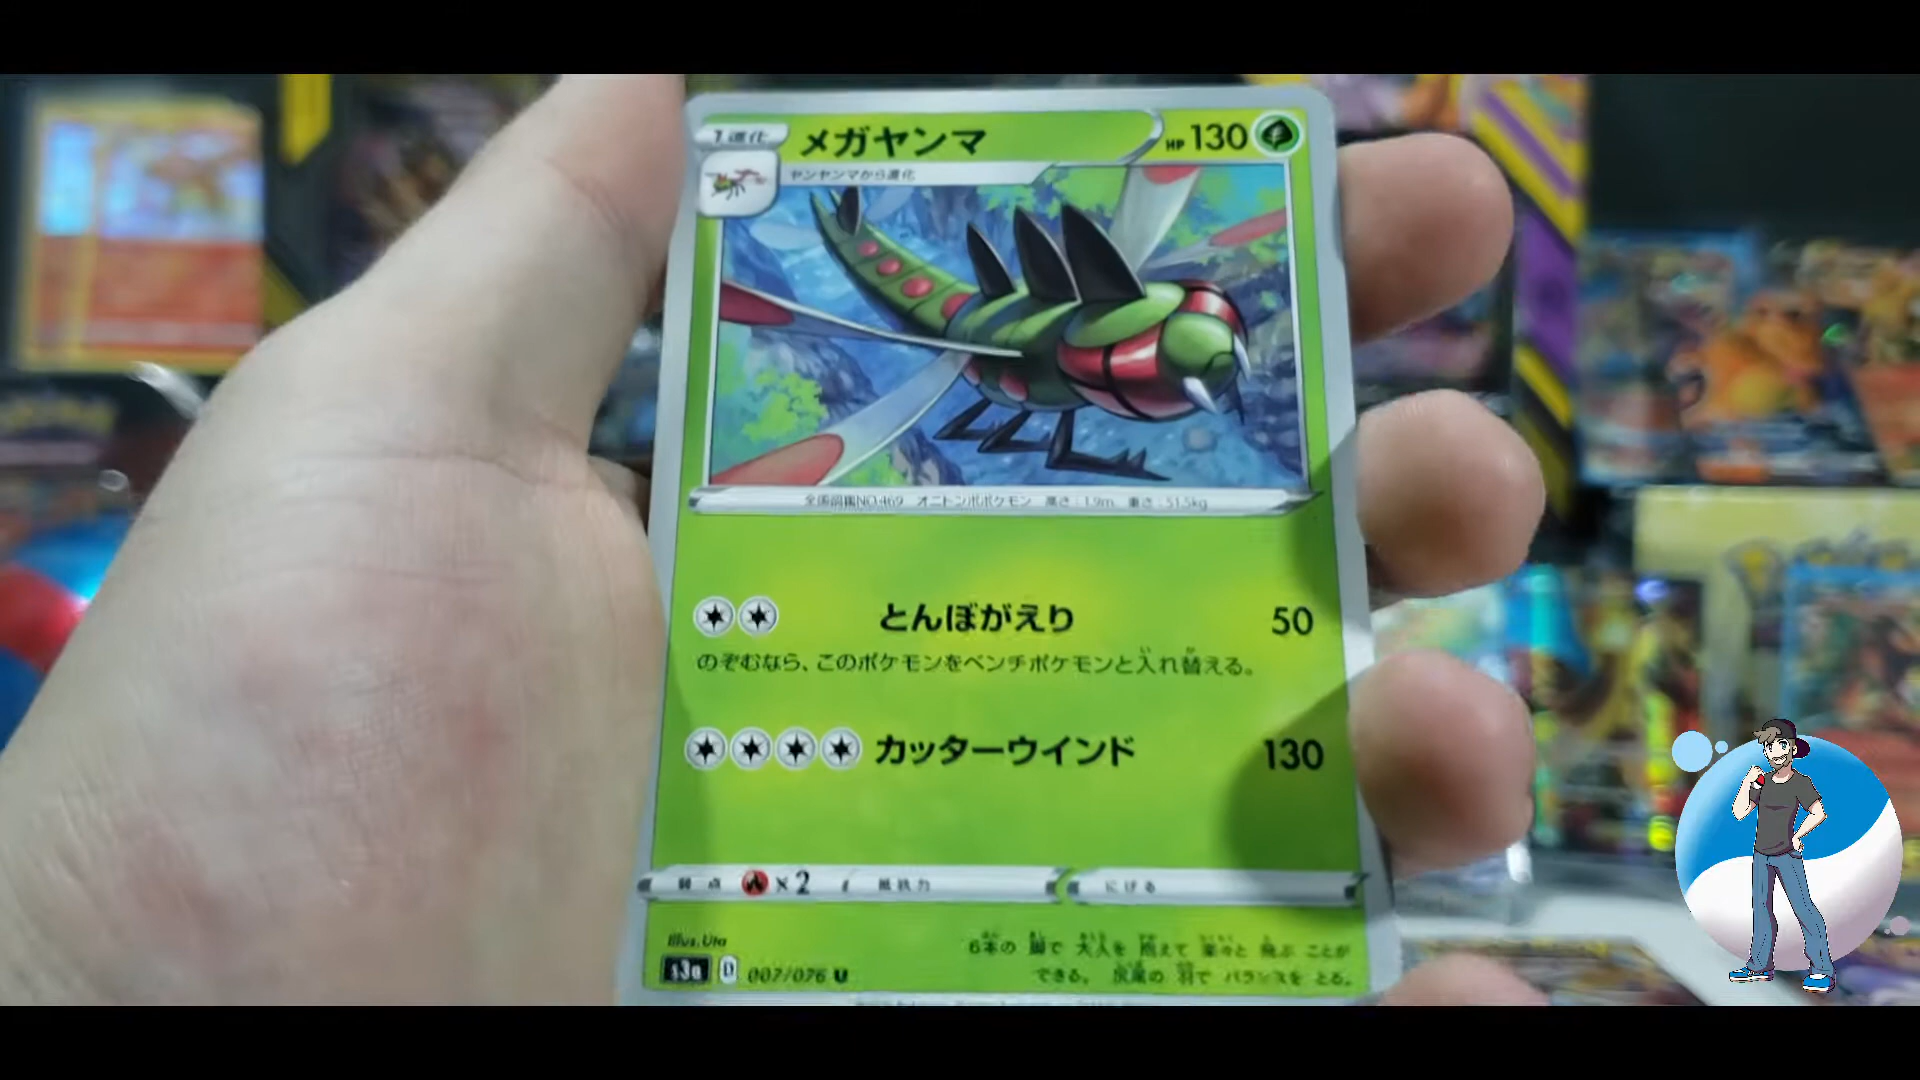 1進化
メガヤンマ
HP 130
ヤンヤンマから進化
全国図鑑NO.469 オニトンボポケモン 高さ:1.9m 重さ:51.5kg
とんぼがえり 50
のぞむなら、このポケモンをベンチポケモンと入れ替える。
カッターウインド 130
弱点 ×2 抵抗力 にげる
Illus. Uta
6本の 脚で 大人を 抱えて 楽々と 飛ぶ ことが
できる。 尻尾の 羽で バランスを とる。
s3a D 007/076 U